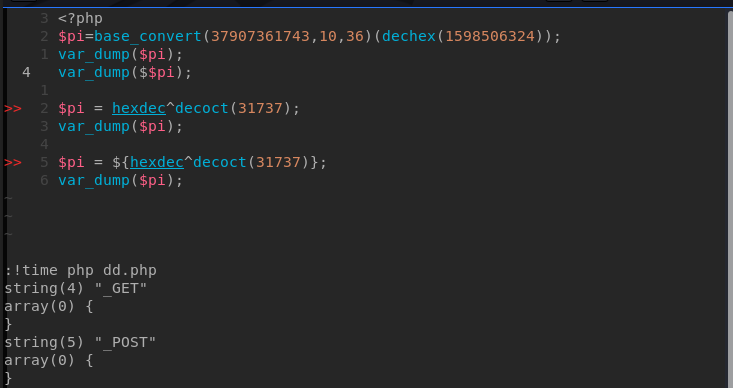 3 <?php
2 $pi=base_convert(37907361743,10,36)(dechex(1598506324));
1 var_dump($pi);
4 var_dump($$pi);
1
>> 2 $pi = hexdec^decoct(31737);
3 var_dump($pi);
4
>> 5 $pi = ${hexdec^decoct(31737)};
6 var_dump($pi);
~
~
~
:!time php dd.php
string(4) "_GET"
array(0) {
}
string(5) "_POST"
array(0) {
}